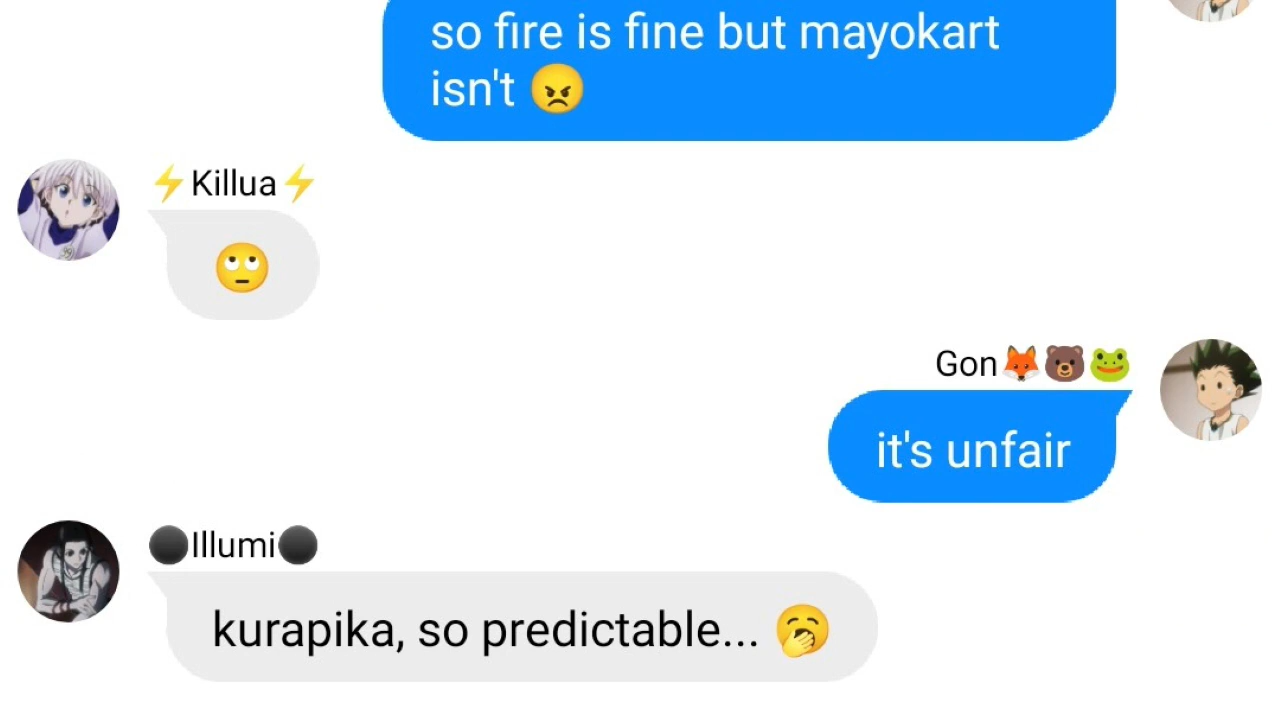 so fire is fine but mayokart
isn't 😠
⚡Killua⚡
🙄
Gon🦊🐻🐸
it's unfair
⚫Illumi⚫
kurapika, so predictable... 🥱